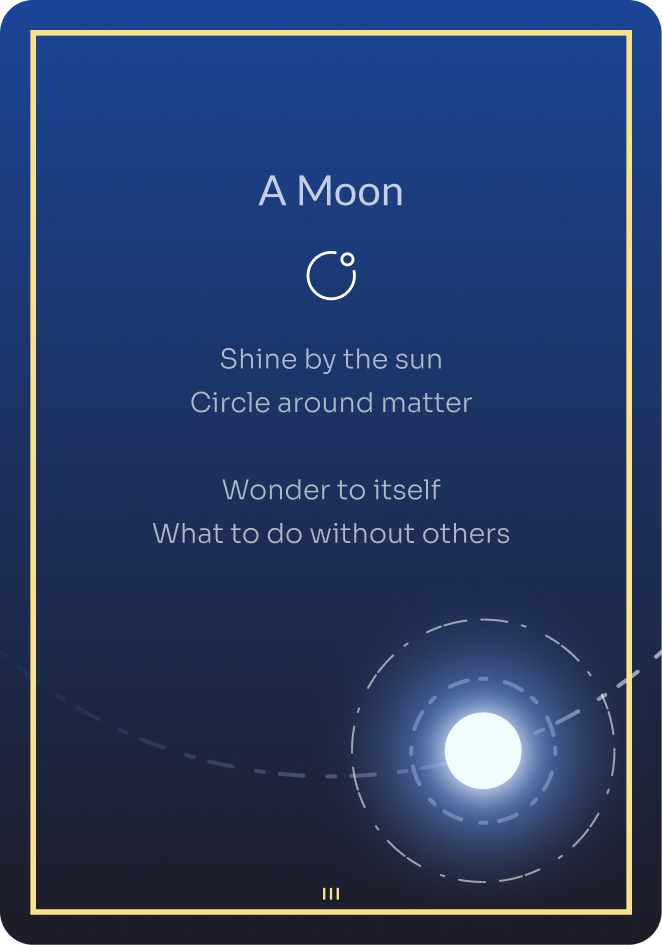 A Moon
Shine by the sun
Circle around matter
Wonder to itself
What to do without others
III